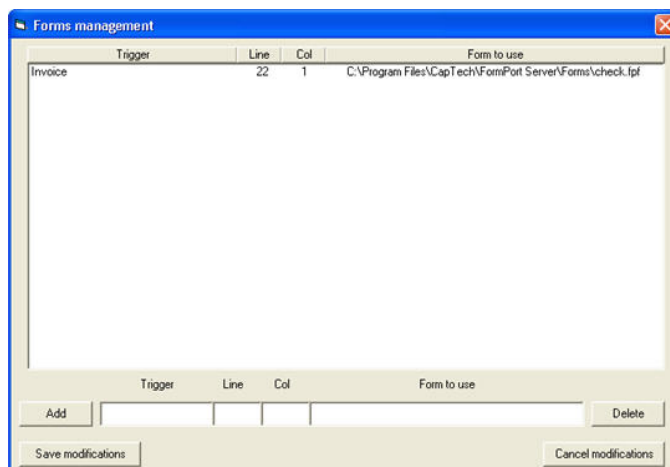 Forms management
Trigger Line Col Form to use
Invoice 22 1 C:\Program Files\CapTech\FormPort Server\Forms\check.fpf
Trigger Line Col Form to use
Add Delete
Save modifications Cancel modifications